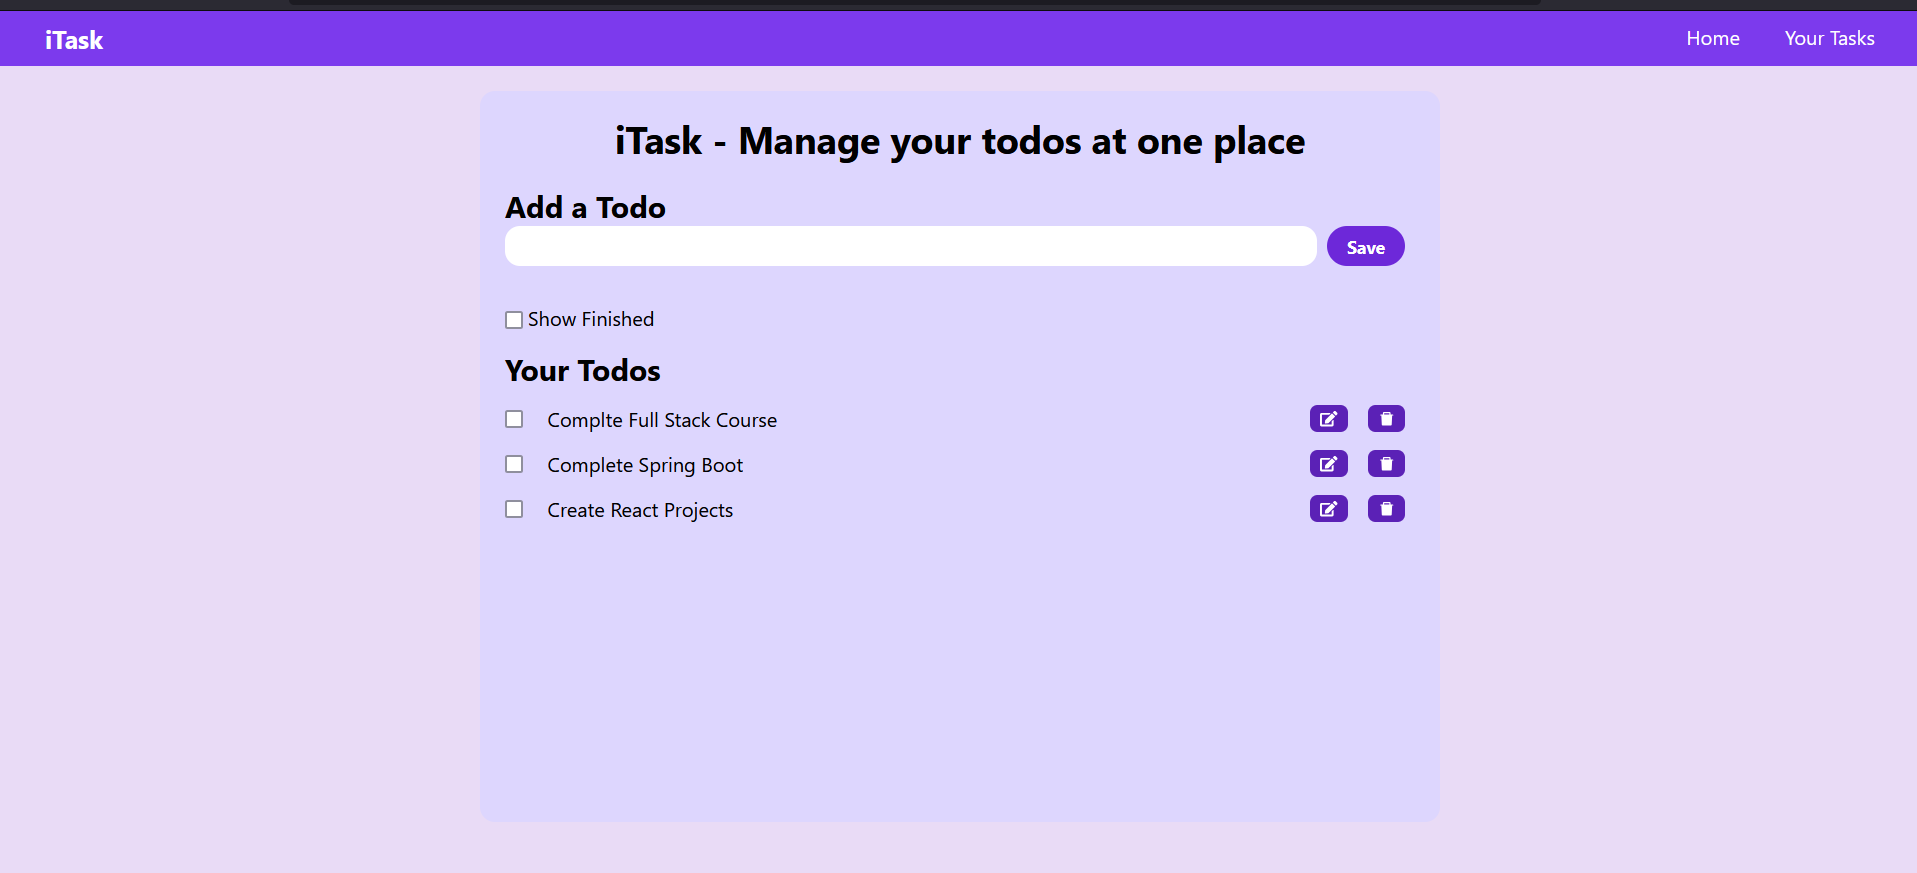 iTask
Home
Your Tasks
iTask - Manage your todos at one place
Add a Todo
Save
Show Finished
Your Todos
Complte Full Stack Course
Complete Spring Boot
Create React Projects